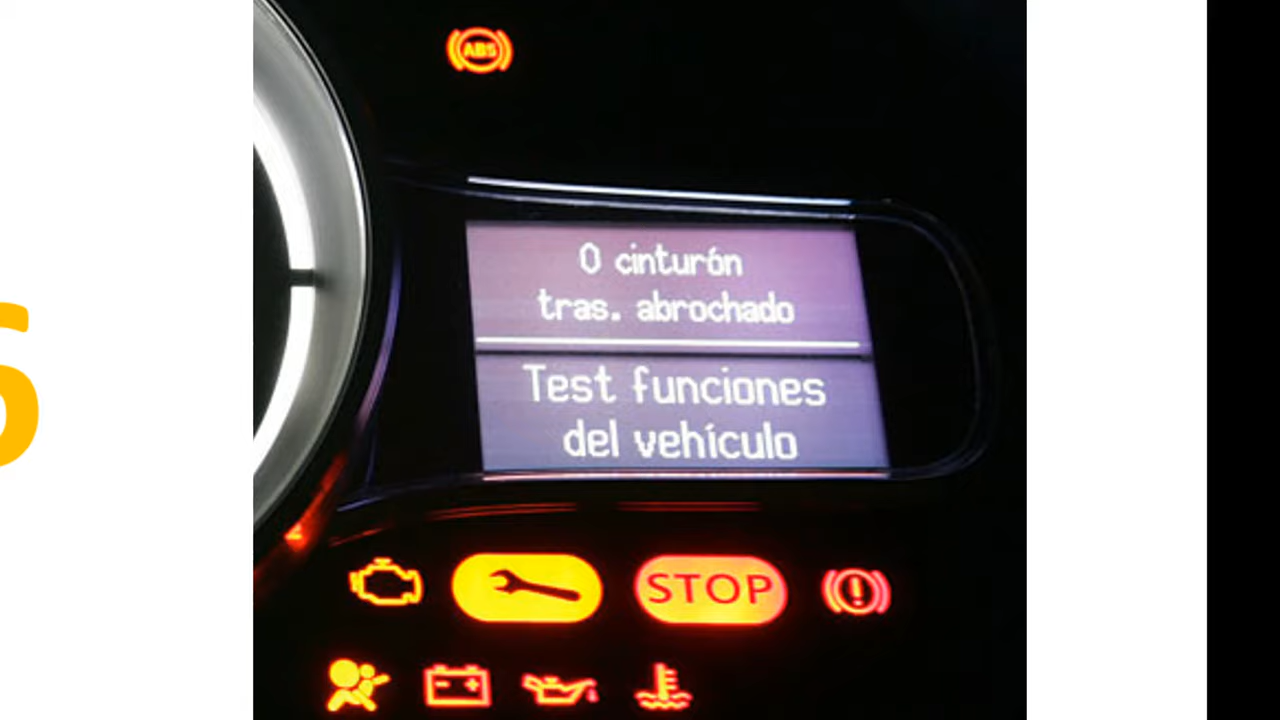 ABS
0 cinturón
tras. abrochado
Test funciones
del vehículo
STOP